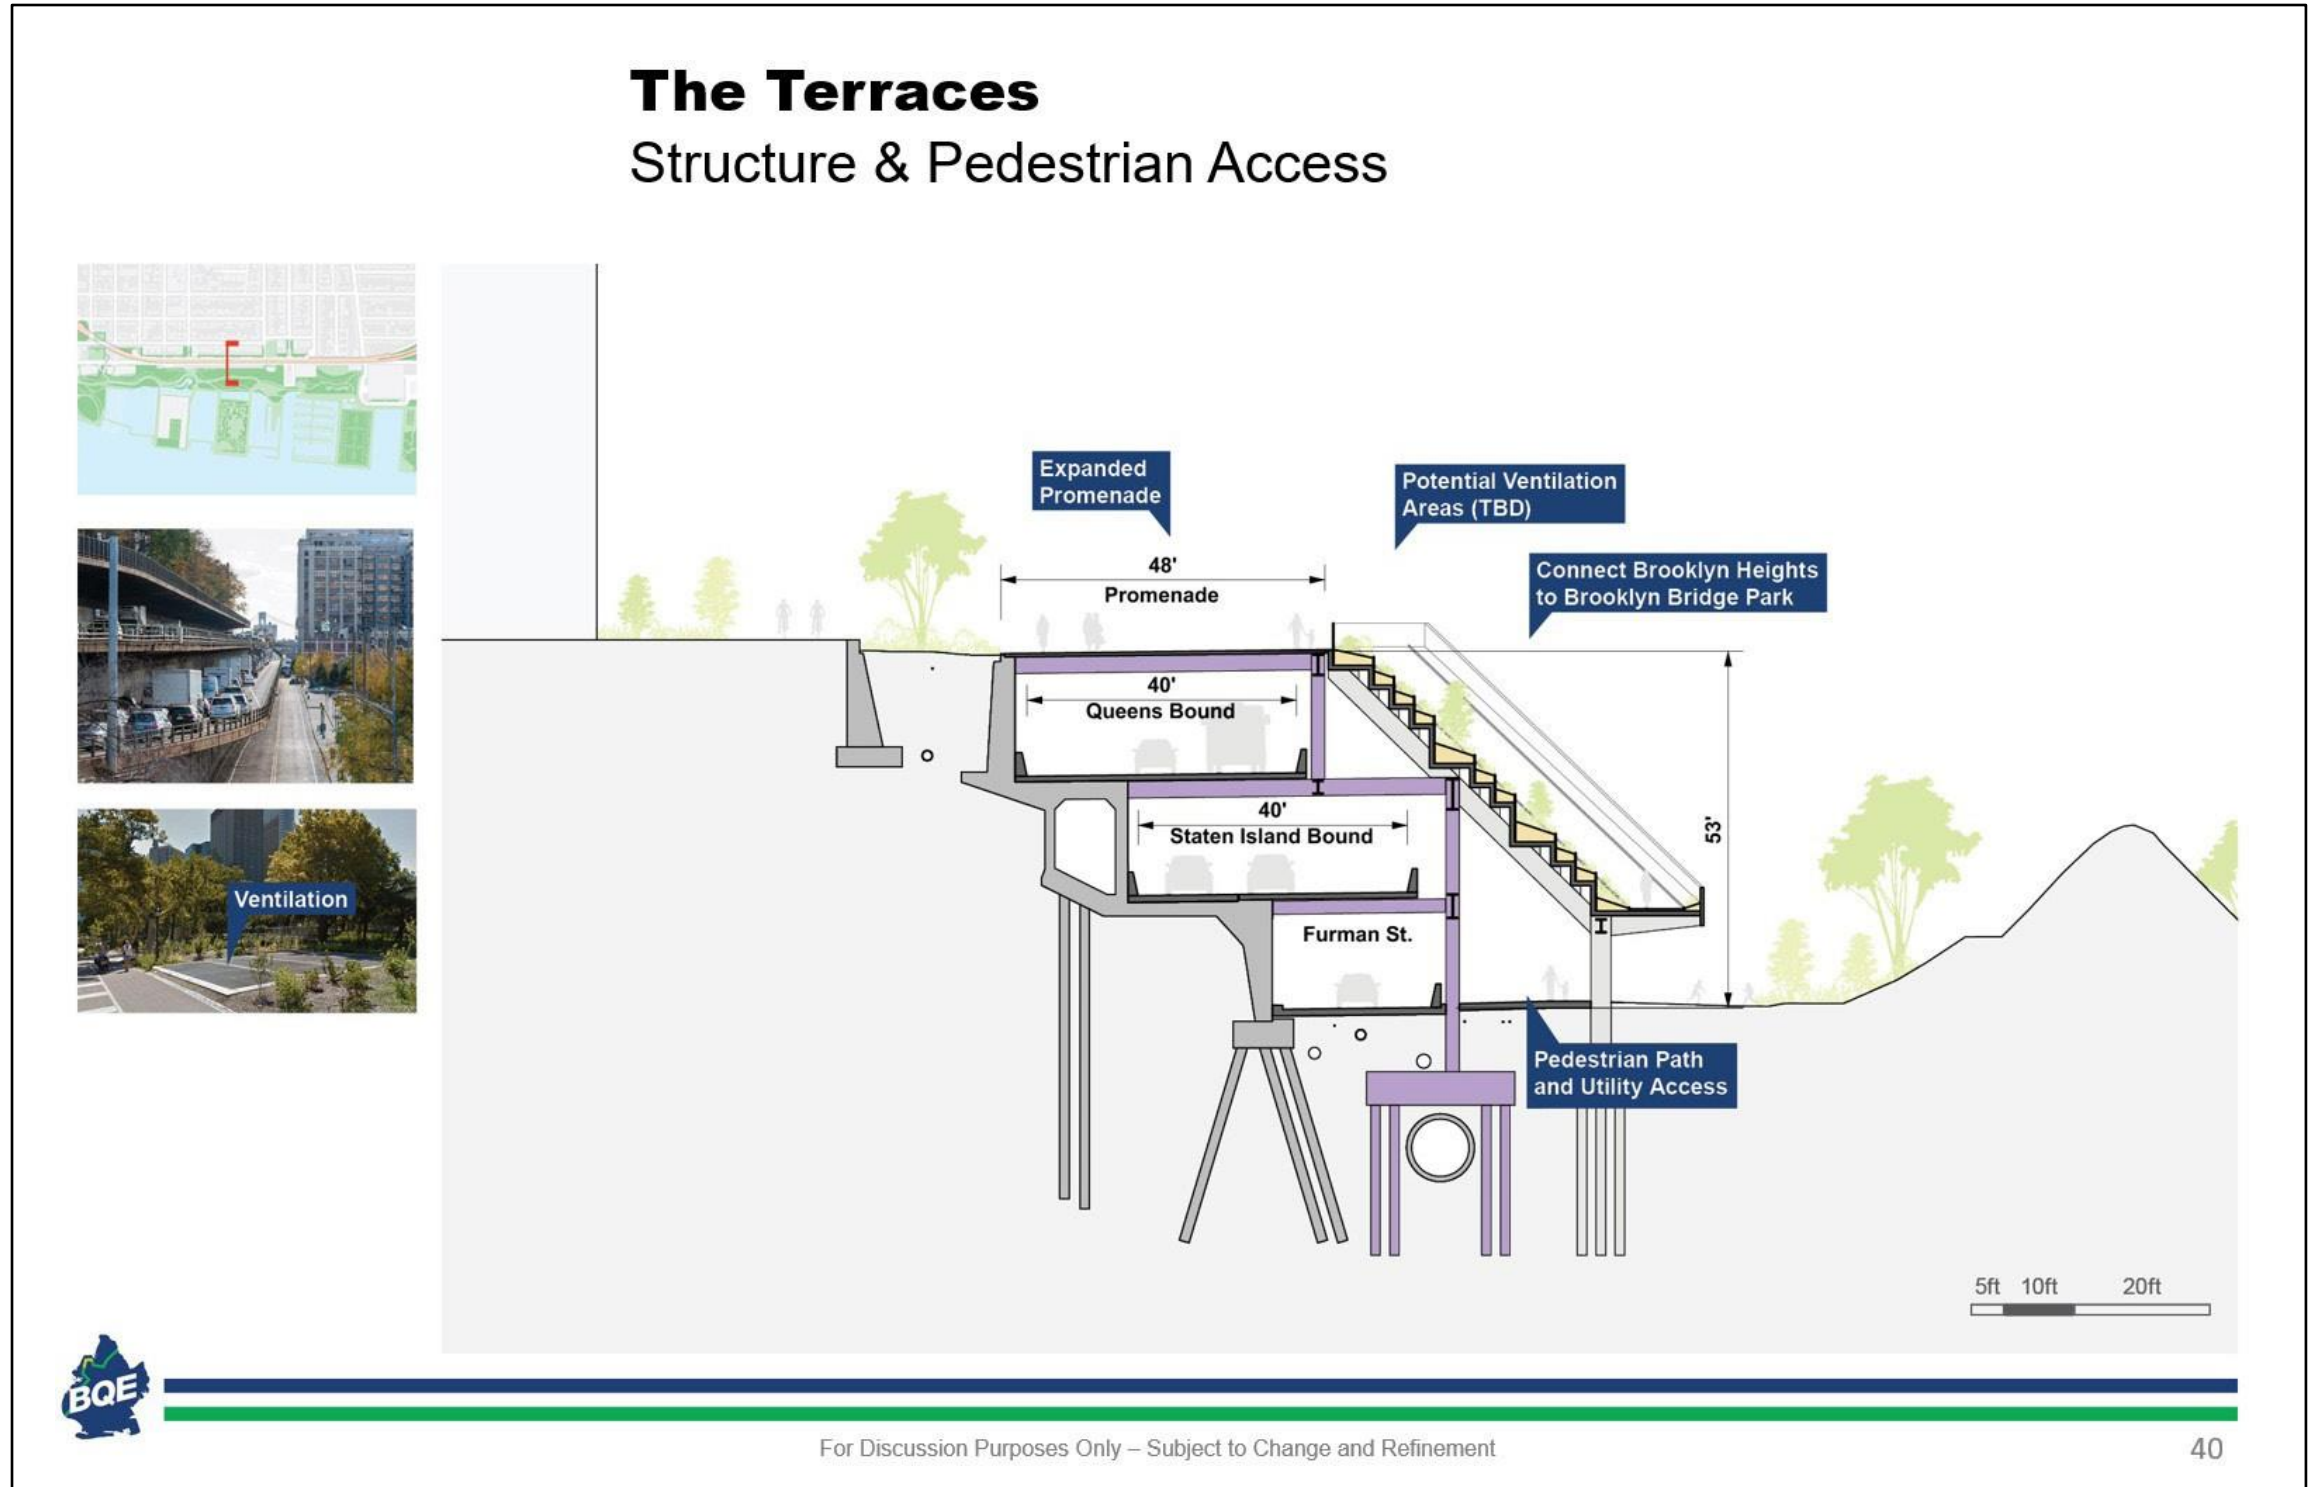 The Terraces
Structure & Pedestrian Access
Expanded
Promenade
Potential Ventilation
Areas (TBD)
Connect Brooklyn Heights
to Brooklyn Bridge Park
48'
Promenade
40'
Queens Bound
40'
Staten Island Bound
53'
Ventilation
Furman St.
Pedestrian Path
and Utility Access
5ft 10ft 20ft
BQE
For Discussion Purposes Only – Subject to Change and Refinement
40